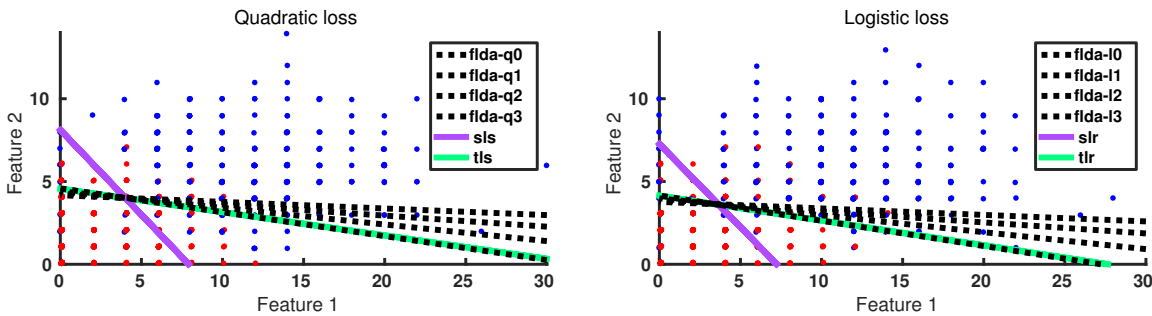 Quadratic loss
Feature 2
10
5
0
flda-q0
flda-q1
flda-q2
flda-q3
sls
tls
0 5 10 15 20 25 30
Feature 1
Logistic loss
Feature 2
10
5
0
flda-l0
flda-l1
flda-l2
flda-l3
slr
tlr
0 5 10 15 20 25 30
Feature 1